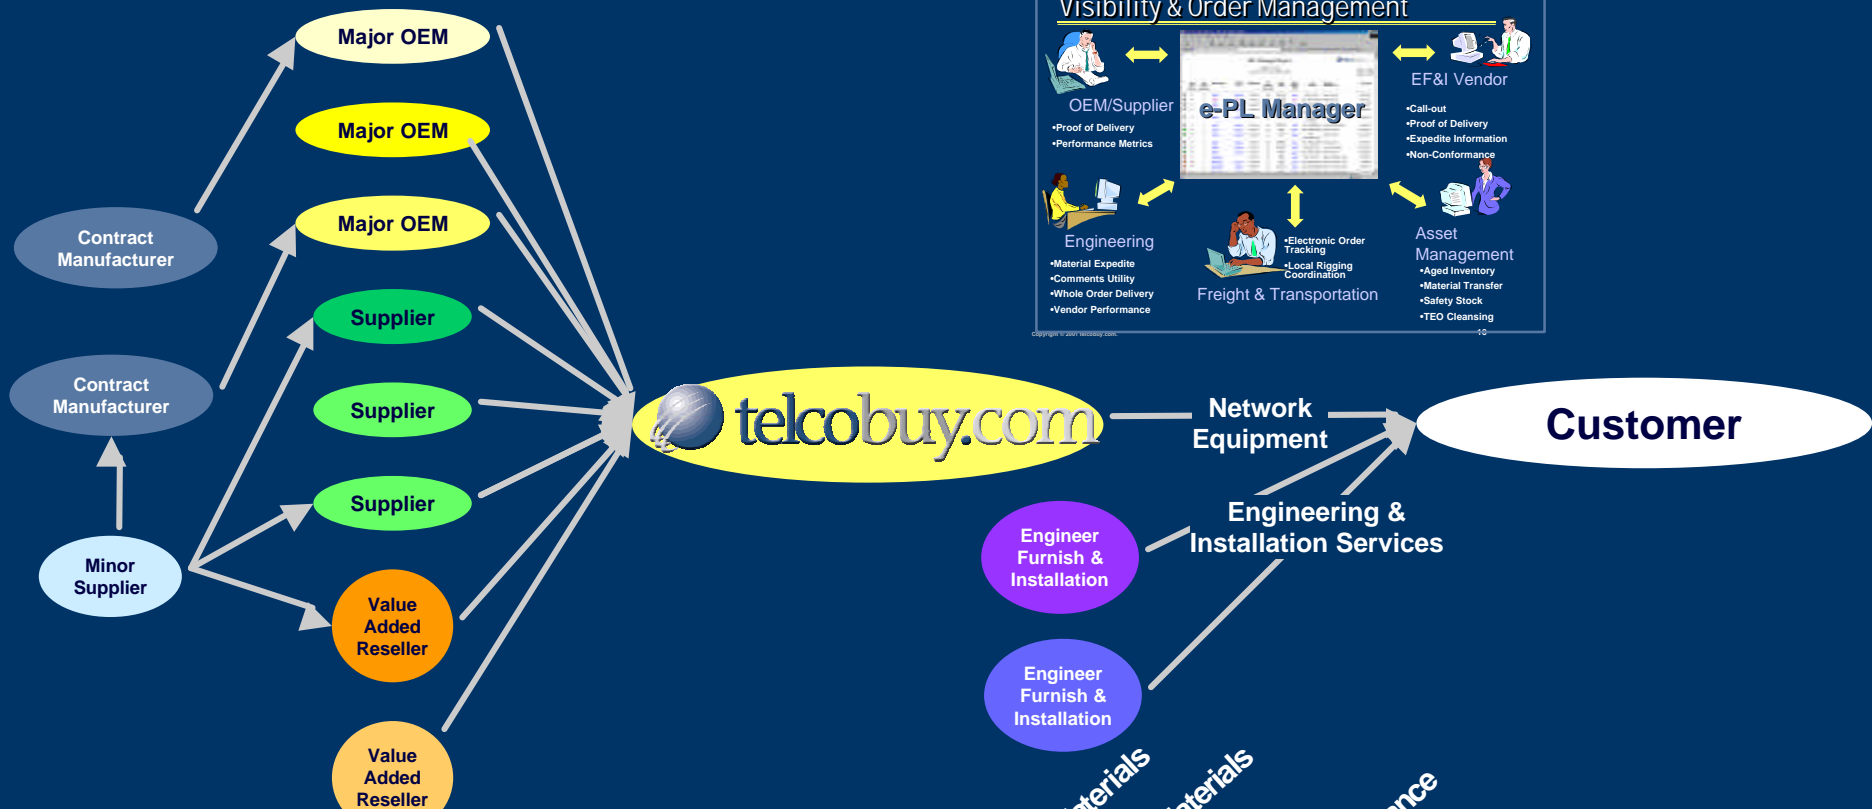 Major OEM
Major OEM
Major OEM
Contract
Manufacturer
Supplier
Contract
Manufacturer
Supplier
Supplier
Minor
Supplier
Value
Added
Reseller
Value
Added
Reseller
telcobuy.com
Network
Equipment
Customer
Engineering &
Installation Services
Engineer
Furnish &
Installation
Engineer
Furnish &
Installation
Visibility & Order Management
e-PL Manager
OEM/Supplier
•Proof of Delivery
•Performance Metrics
EF&I Vendor
•Call-out
•Proof of Delivery
•Expedite Information
•Non-Conformance
Engineering
•Material Expedite
•Comments Utility
•Whole Order Delivery
•Vendor Performance
•Electronic Order
Tracking
•Local Rigging
Coordination
Freight & Transportation
Asset
Management
•Aged Inventory
•Material Transfer
•Safety Stock
•TEO Cleansing
Copyright © 2001 telcobuy.com.